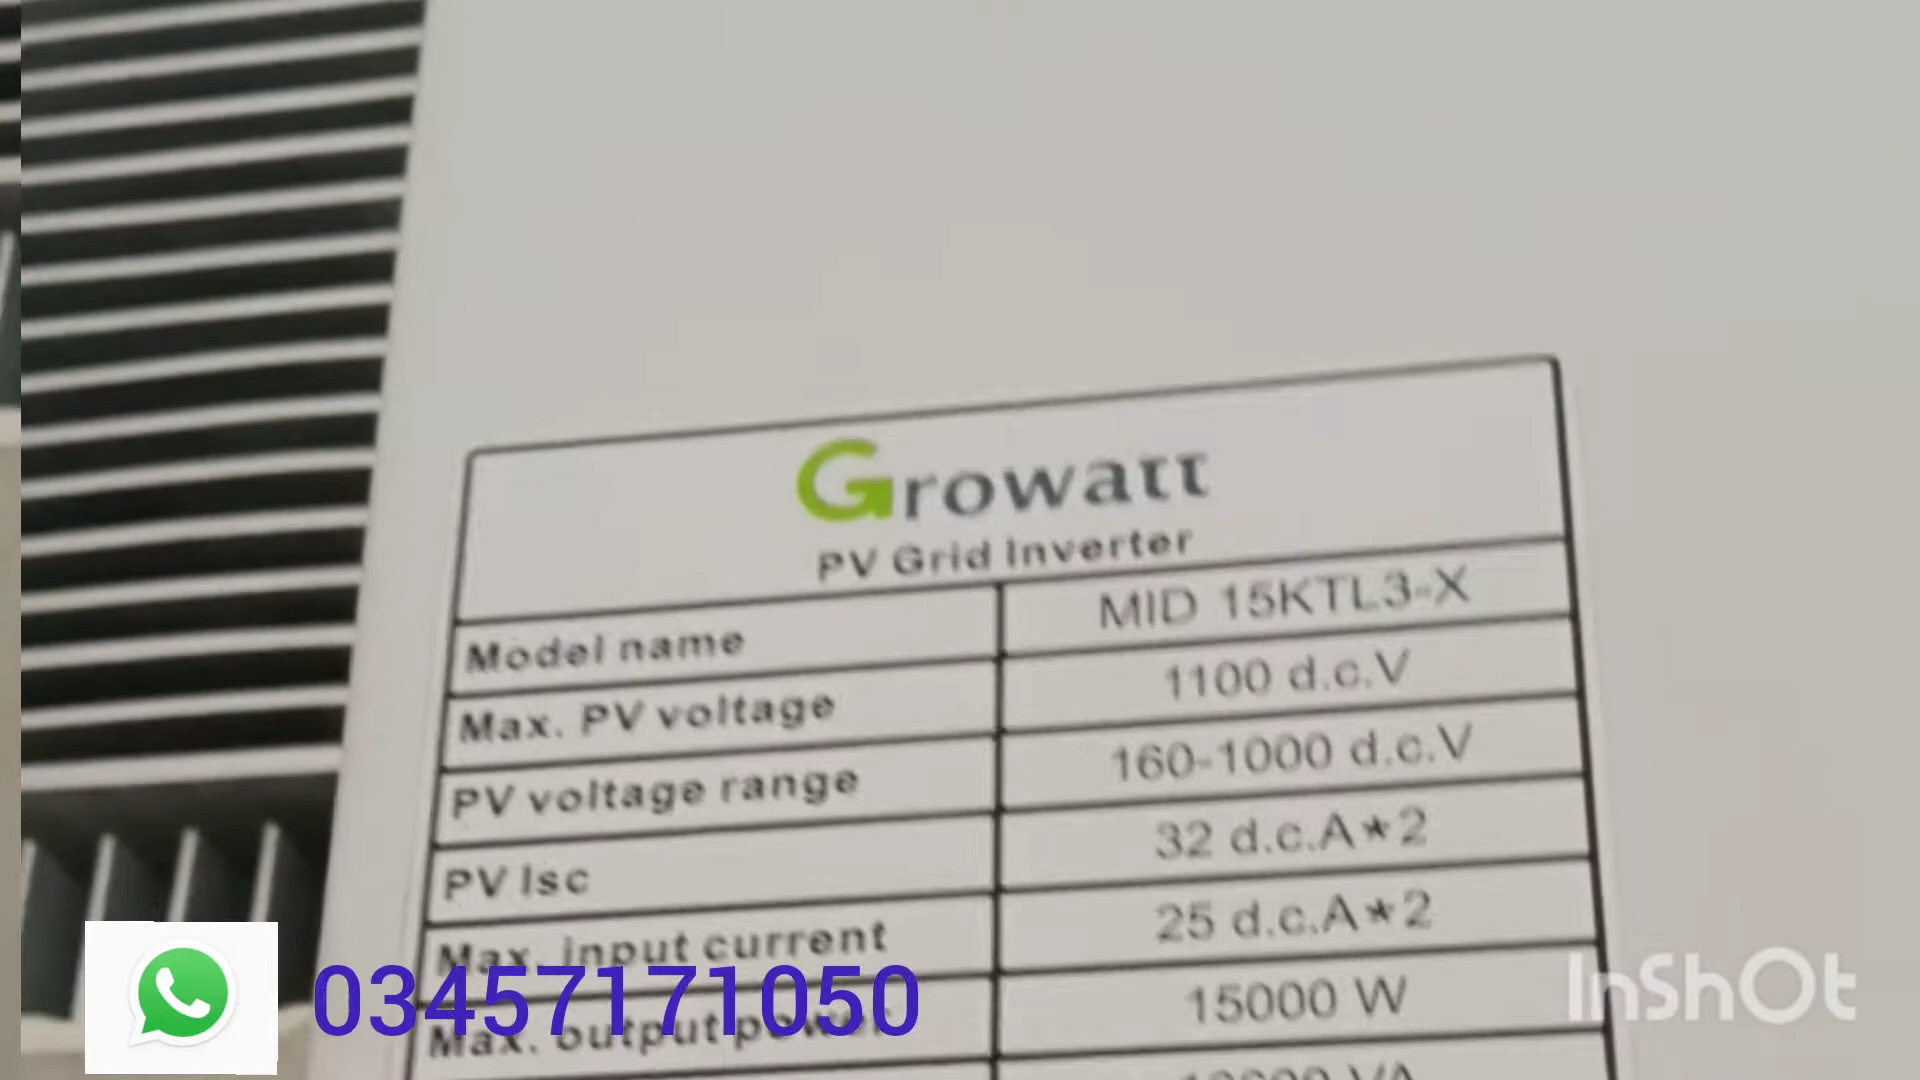 Growatt
PV Grid Inverter
Model name MID 15KTL3-X
Max. PV voltage 1100 d.c.V
PV voltage range 160-1000 d.c.V
PV Isc 32 d.c.A*2
Max. input current 25 d.c.A*2
Max. output power 15000 W
VA
03457171050
InShOt